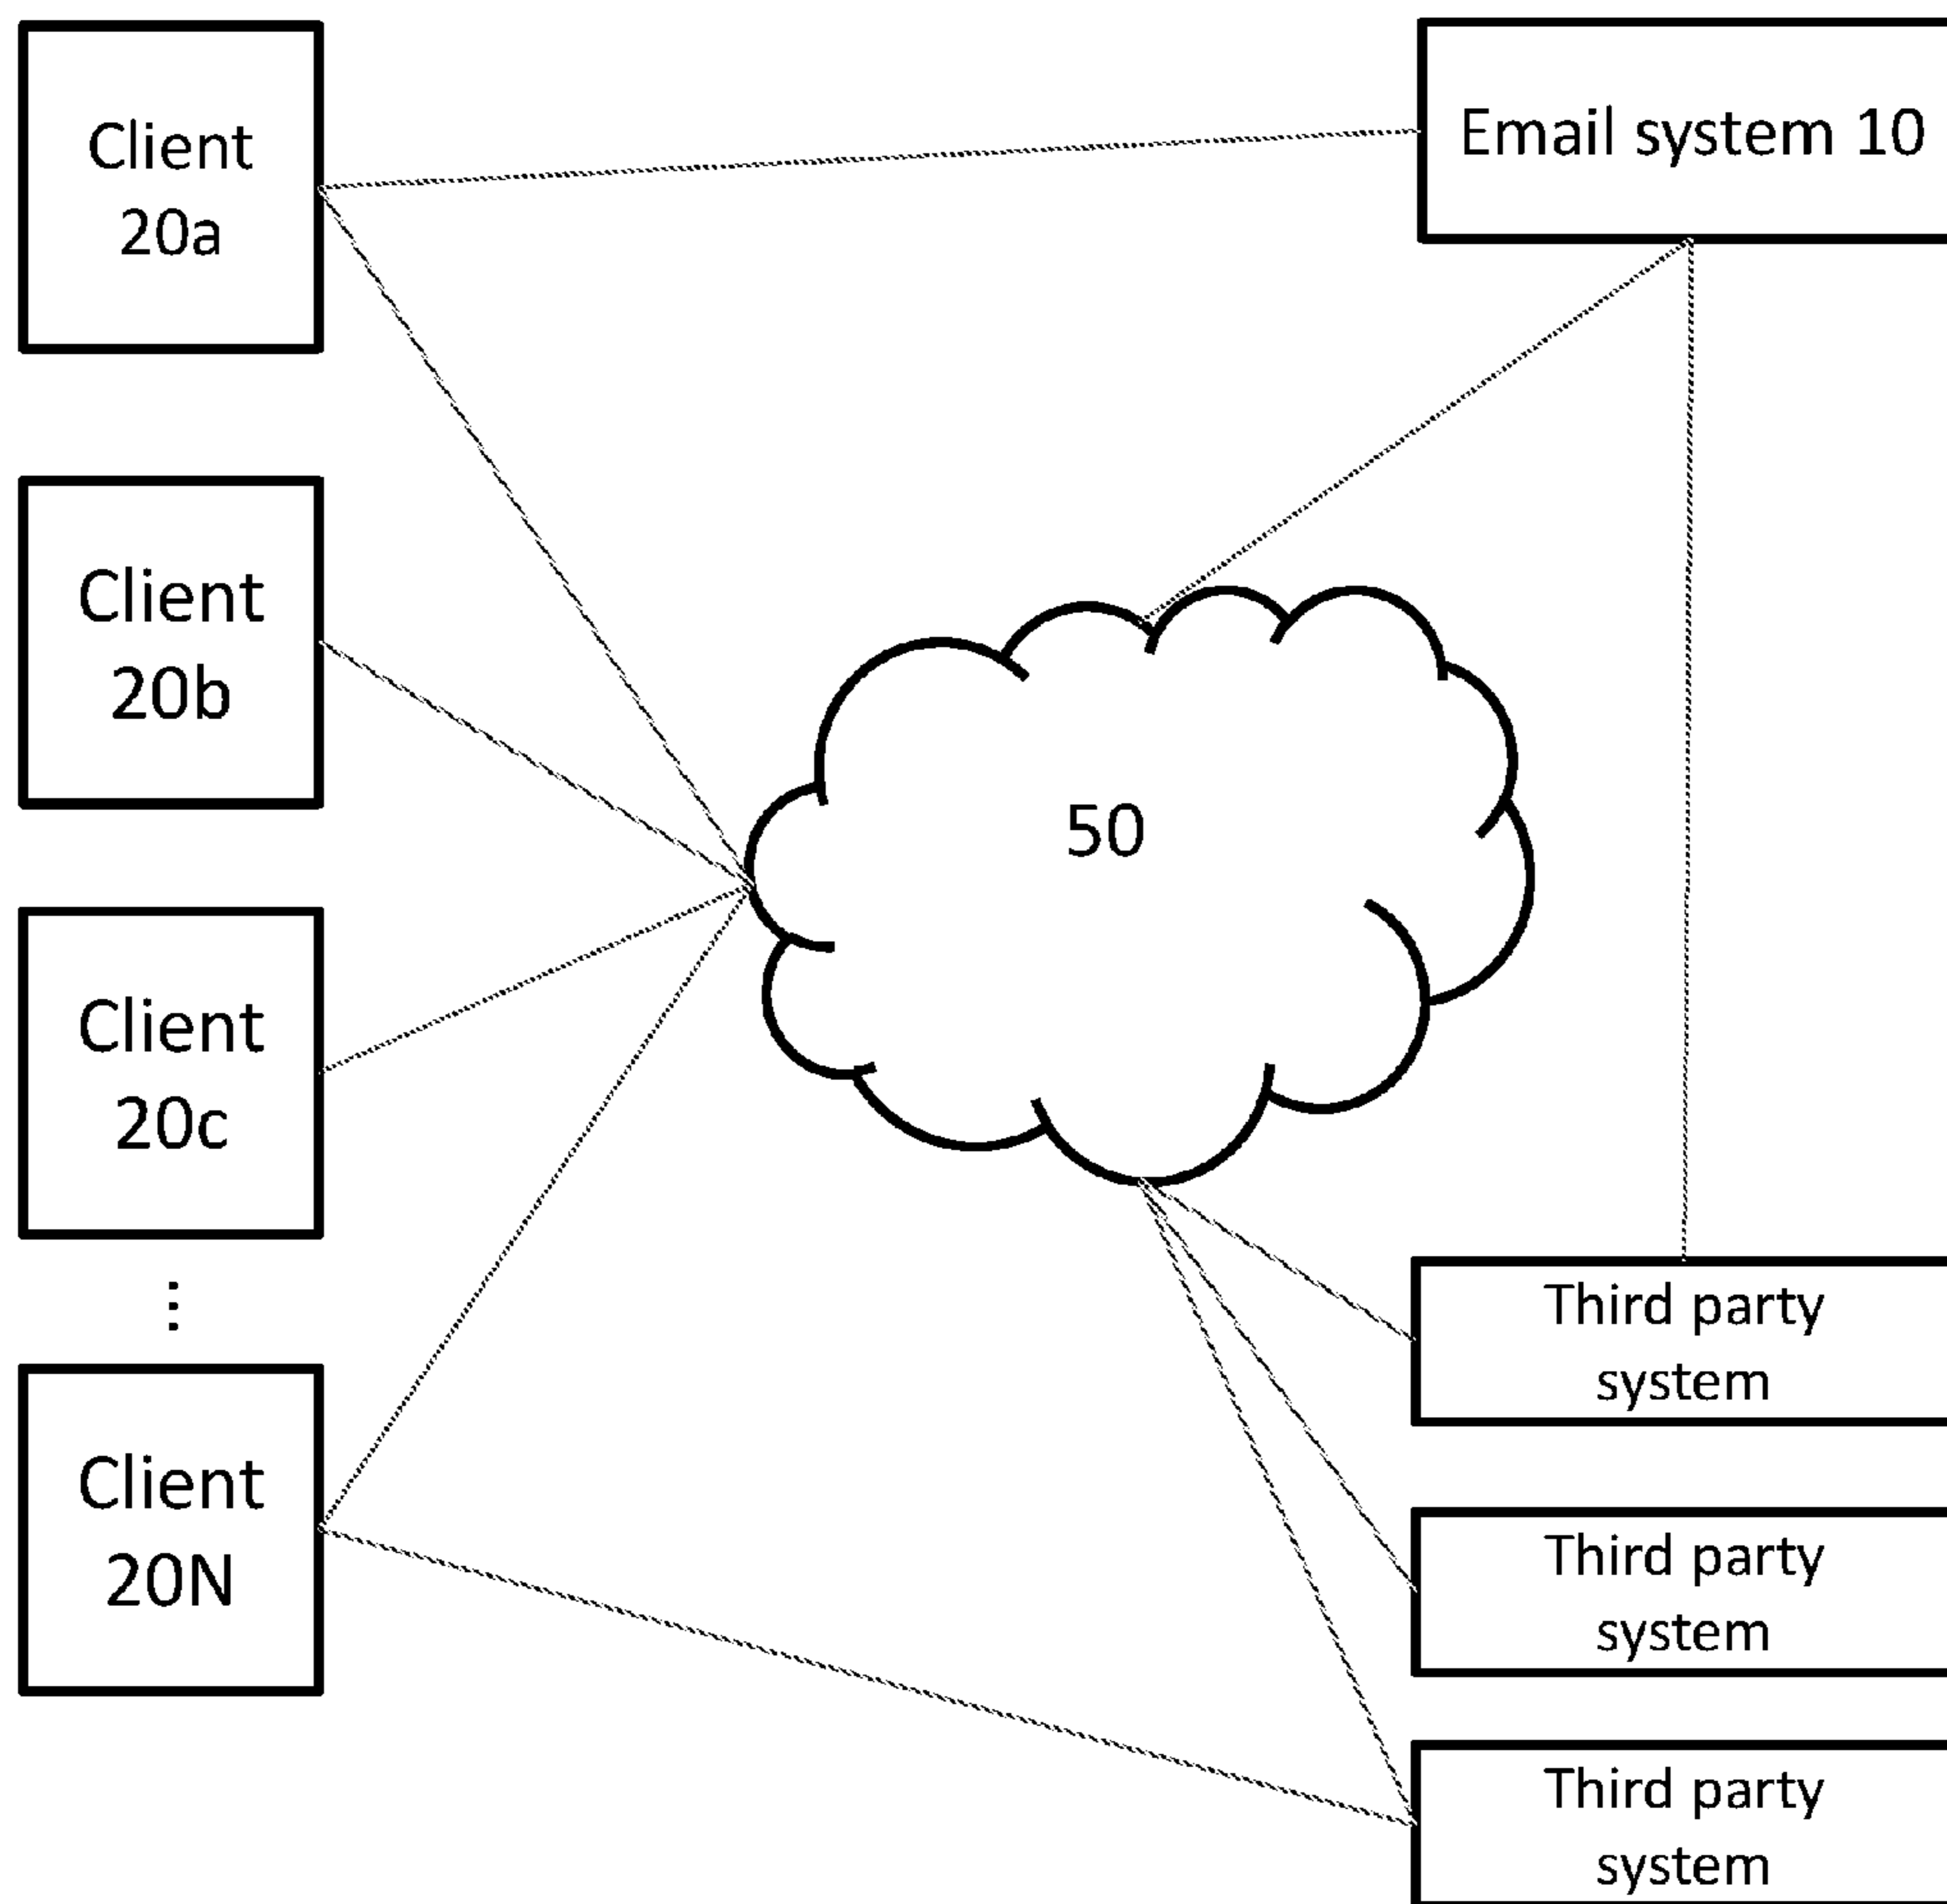 Client
20a
Email system 10
Client
20b
50
Client
20c
⋮
Third party
system
Client
20N
Third party
system
Third party
system